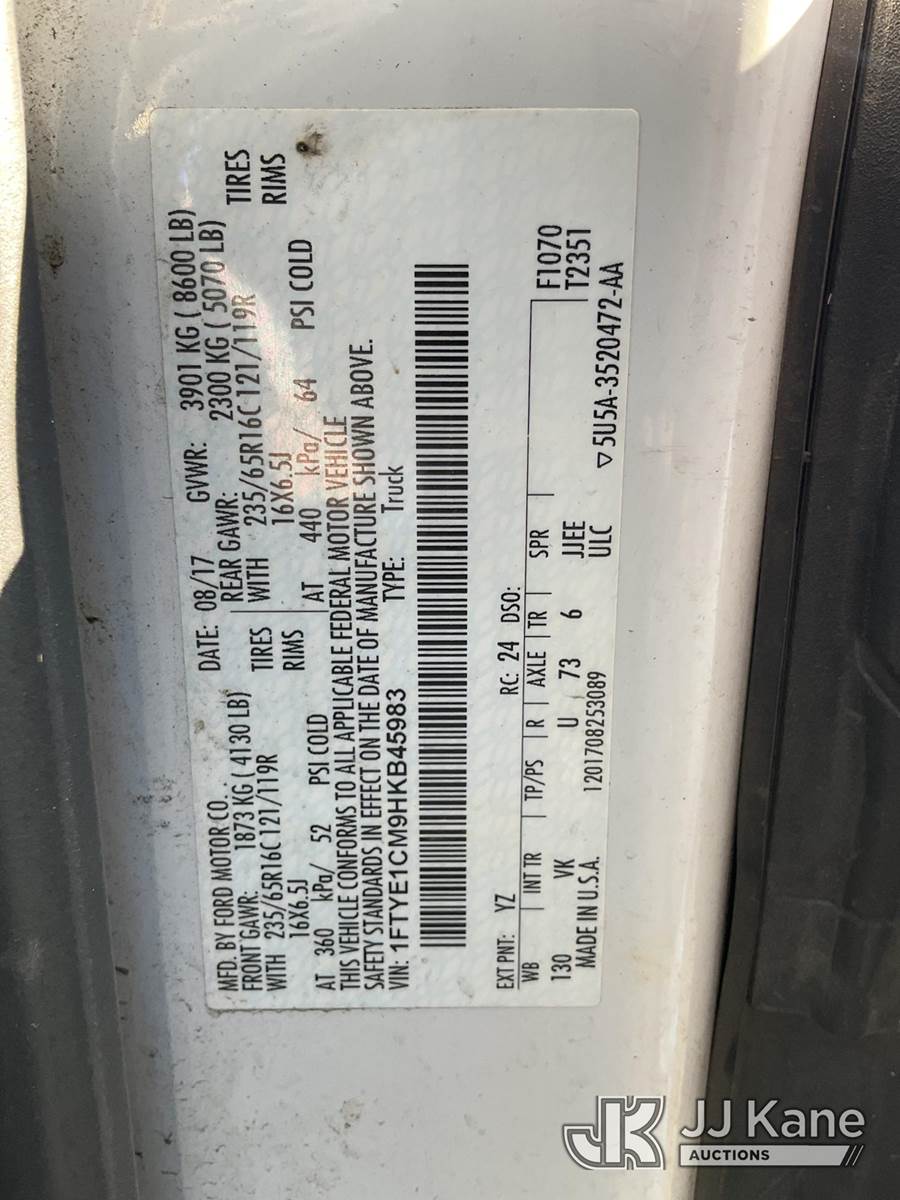 MFD. BY FORD MOTOR CO. DATE: 08/17 GVWR: 3901 KG ( 8600 LB)
FRONT GAWR: 1873 KG ( 4130 LB) REAR GAWR: 2300 KG ( 5070 LB)
WITH 235/65R16C 121/119R TIRES WITH 235/65R16C 121/119R TIRES
16X6.5J RIMS 16X6.5J RIMS
AT 360 kPa/ 52 PSI COLD AT 440 kPa/ 64 PSI COLD
THIS VEHICLE CONFORMS TO ALL APPLICABLE FEDERAL MOTOR VEHICLE
SAFETY STANDARDS IN EFFECT ON THE DATE OF MANUFACTURE SHOWN ABOVE.
VIN: 1FTYE1CM9HKB45983 TYPE: Truck
EXT PNT: YZ RC: 24 DSO:
WB INT TR TP/PS R AXLE TR SPR F1070
130 VK U 73 6 JJEE T2351
MADE IN U.S.A. 1201708253089 ULC ▽5U5A-3520472-AA
JK JJ Kane
AUCTIONS